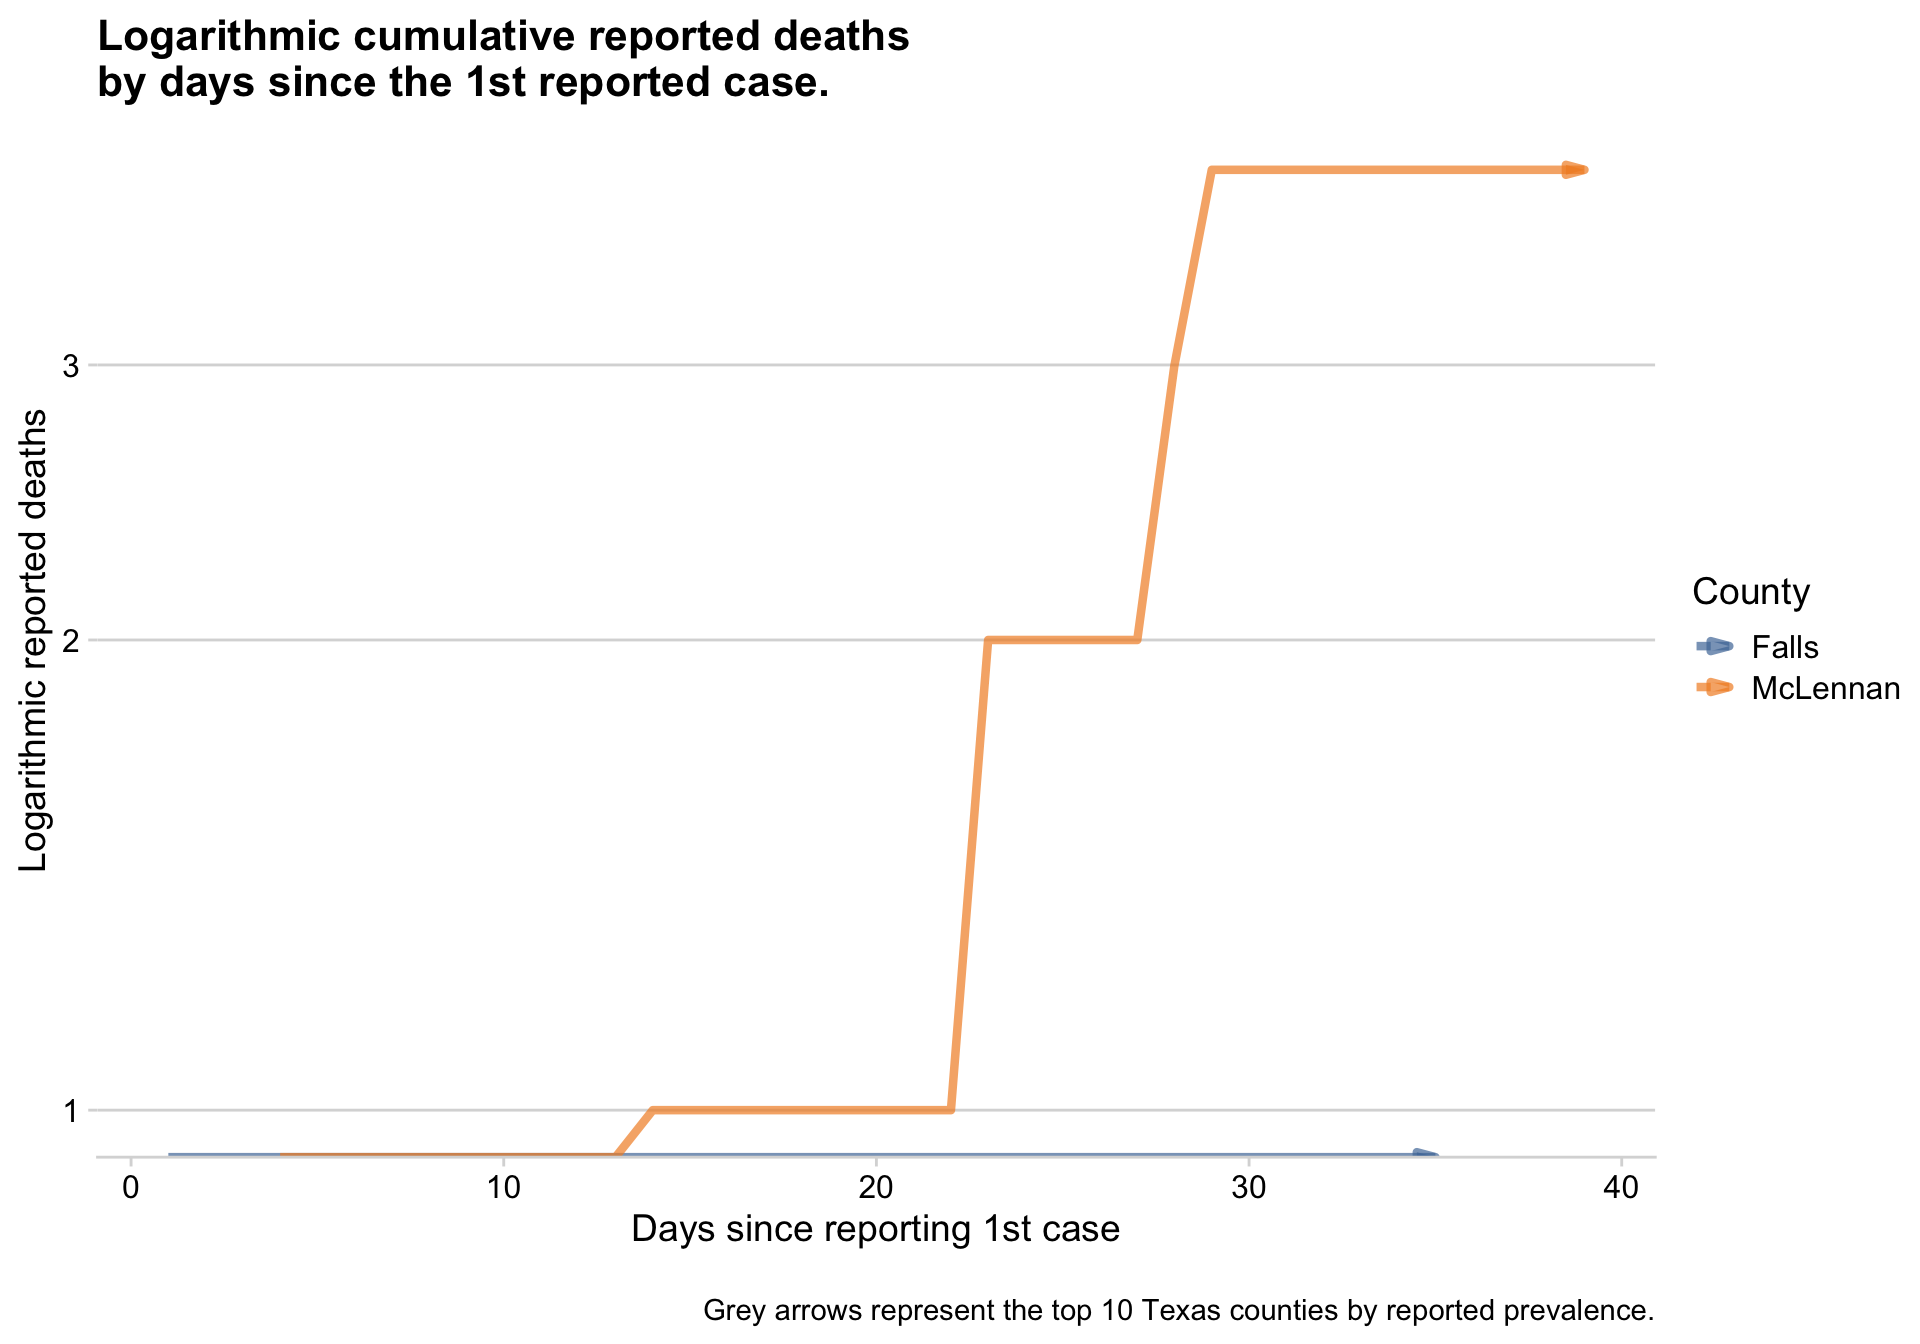 Logarithmic cumulative reported deaths
by days since the 1st reported case.
3
2
1
Logarithmic reported deaths
0 10 20 30 40
Days since reporting 1st case
County
Falls
McLennan
Grey arrows represent the top 10 Texas counties by reported prevalence.